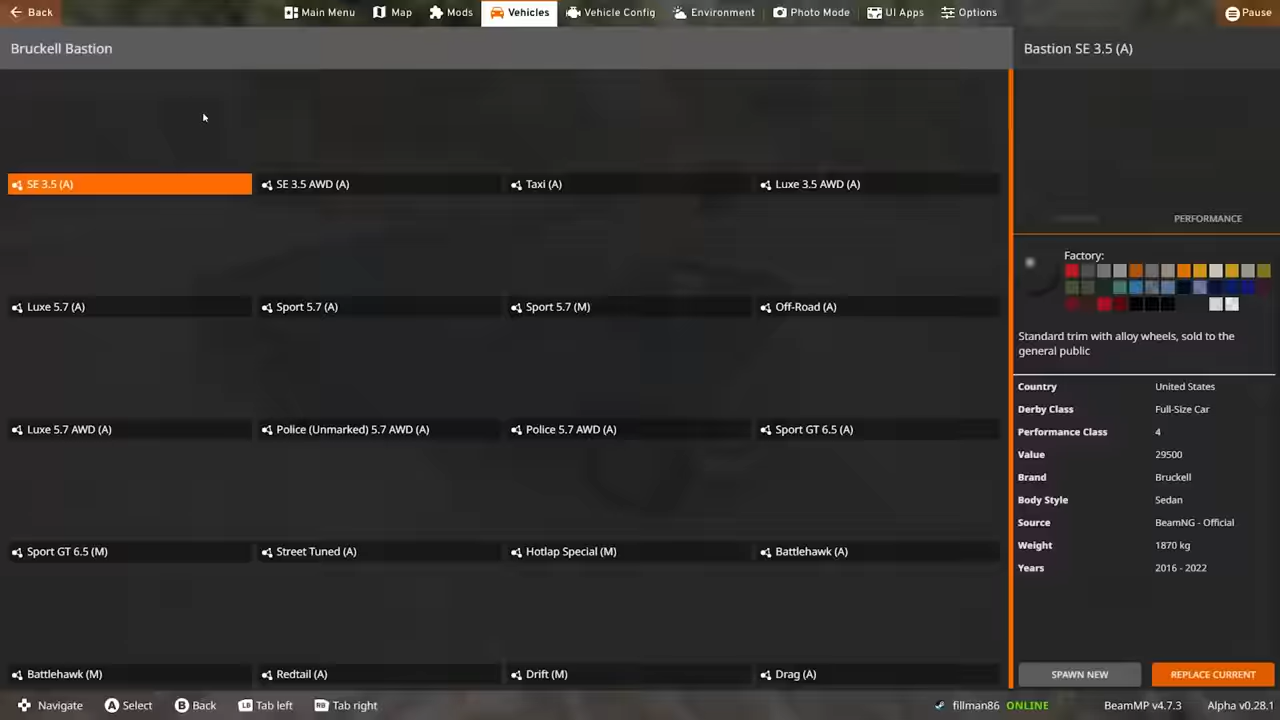 Back
Main Menu
Map
Mods
Vehicles
Vehicle Config
Environment
Photo Mode
UI Apps
Options
Pause
Bruckell Bastion
Bastion SE 3.5 (A)
SE 3.5 (A)
SE 3.5 AWD (A)
Taxi (A)
Luxe 3.5 AWD (A)
Luxe 5.7 (A)
Sport 5.7 (A)
Sport 5.7 (M)
Off-Road (A)
Luxe 5.7 AWD (A)
Police (Unmarked) 5.7 AWD (A)
Police 5.7 AWD (A)
Sport GT 6.5 (A)
Sport GT 6.5 (M)
Street Tuned (A)
Hotlap Special (M)
Battlehawk (A)
Battlehawk (M)
Redtail (A)
Drift (M)
Drag (A)
PERFORMANCE
Factory:
Standard trim with alloy wheels, sold to the
general public
Country United States
Derby Class Full-Size Car
Performance Class 4
Value 29500
Brand Bruckell
Body Style Sedan
Source BeamNG - Official
Weight 1870 kg
Years 2016 - 2022
SPAWN NEW
REPLACE CURRENT
Navigate
A Select
B Back
LB Tab left
RB Tab right
fillman86 ONLINE
BeamMP v4.7.3
Alpha v0.28.1